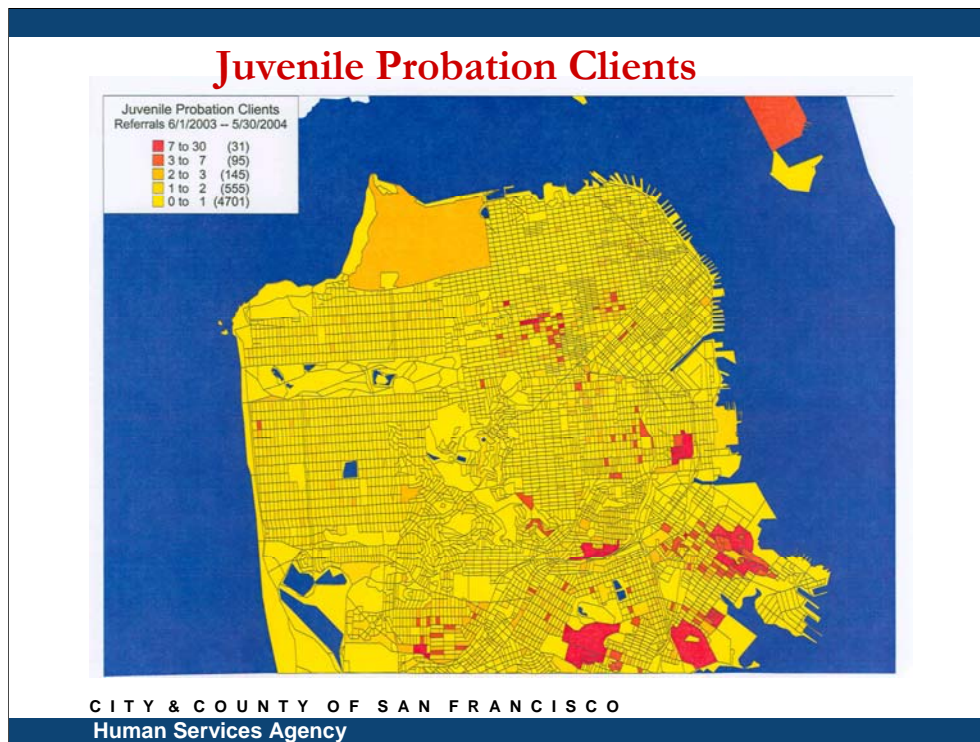 Juvenile Probation Clients
Juvenile Probation Clients
Referrals 6/1/2003 -- 5/30/2004
7 to 30 (31)
3 to 7 (95)
2 to 3 (145)
1 to 2 (555)
0 to 1 (4701)
CITY & COUNTY OF SAN FRANCISCO
Human Services Agency